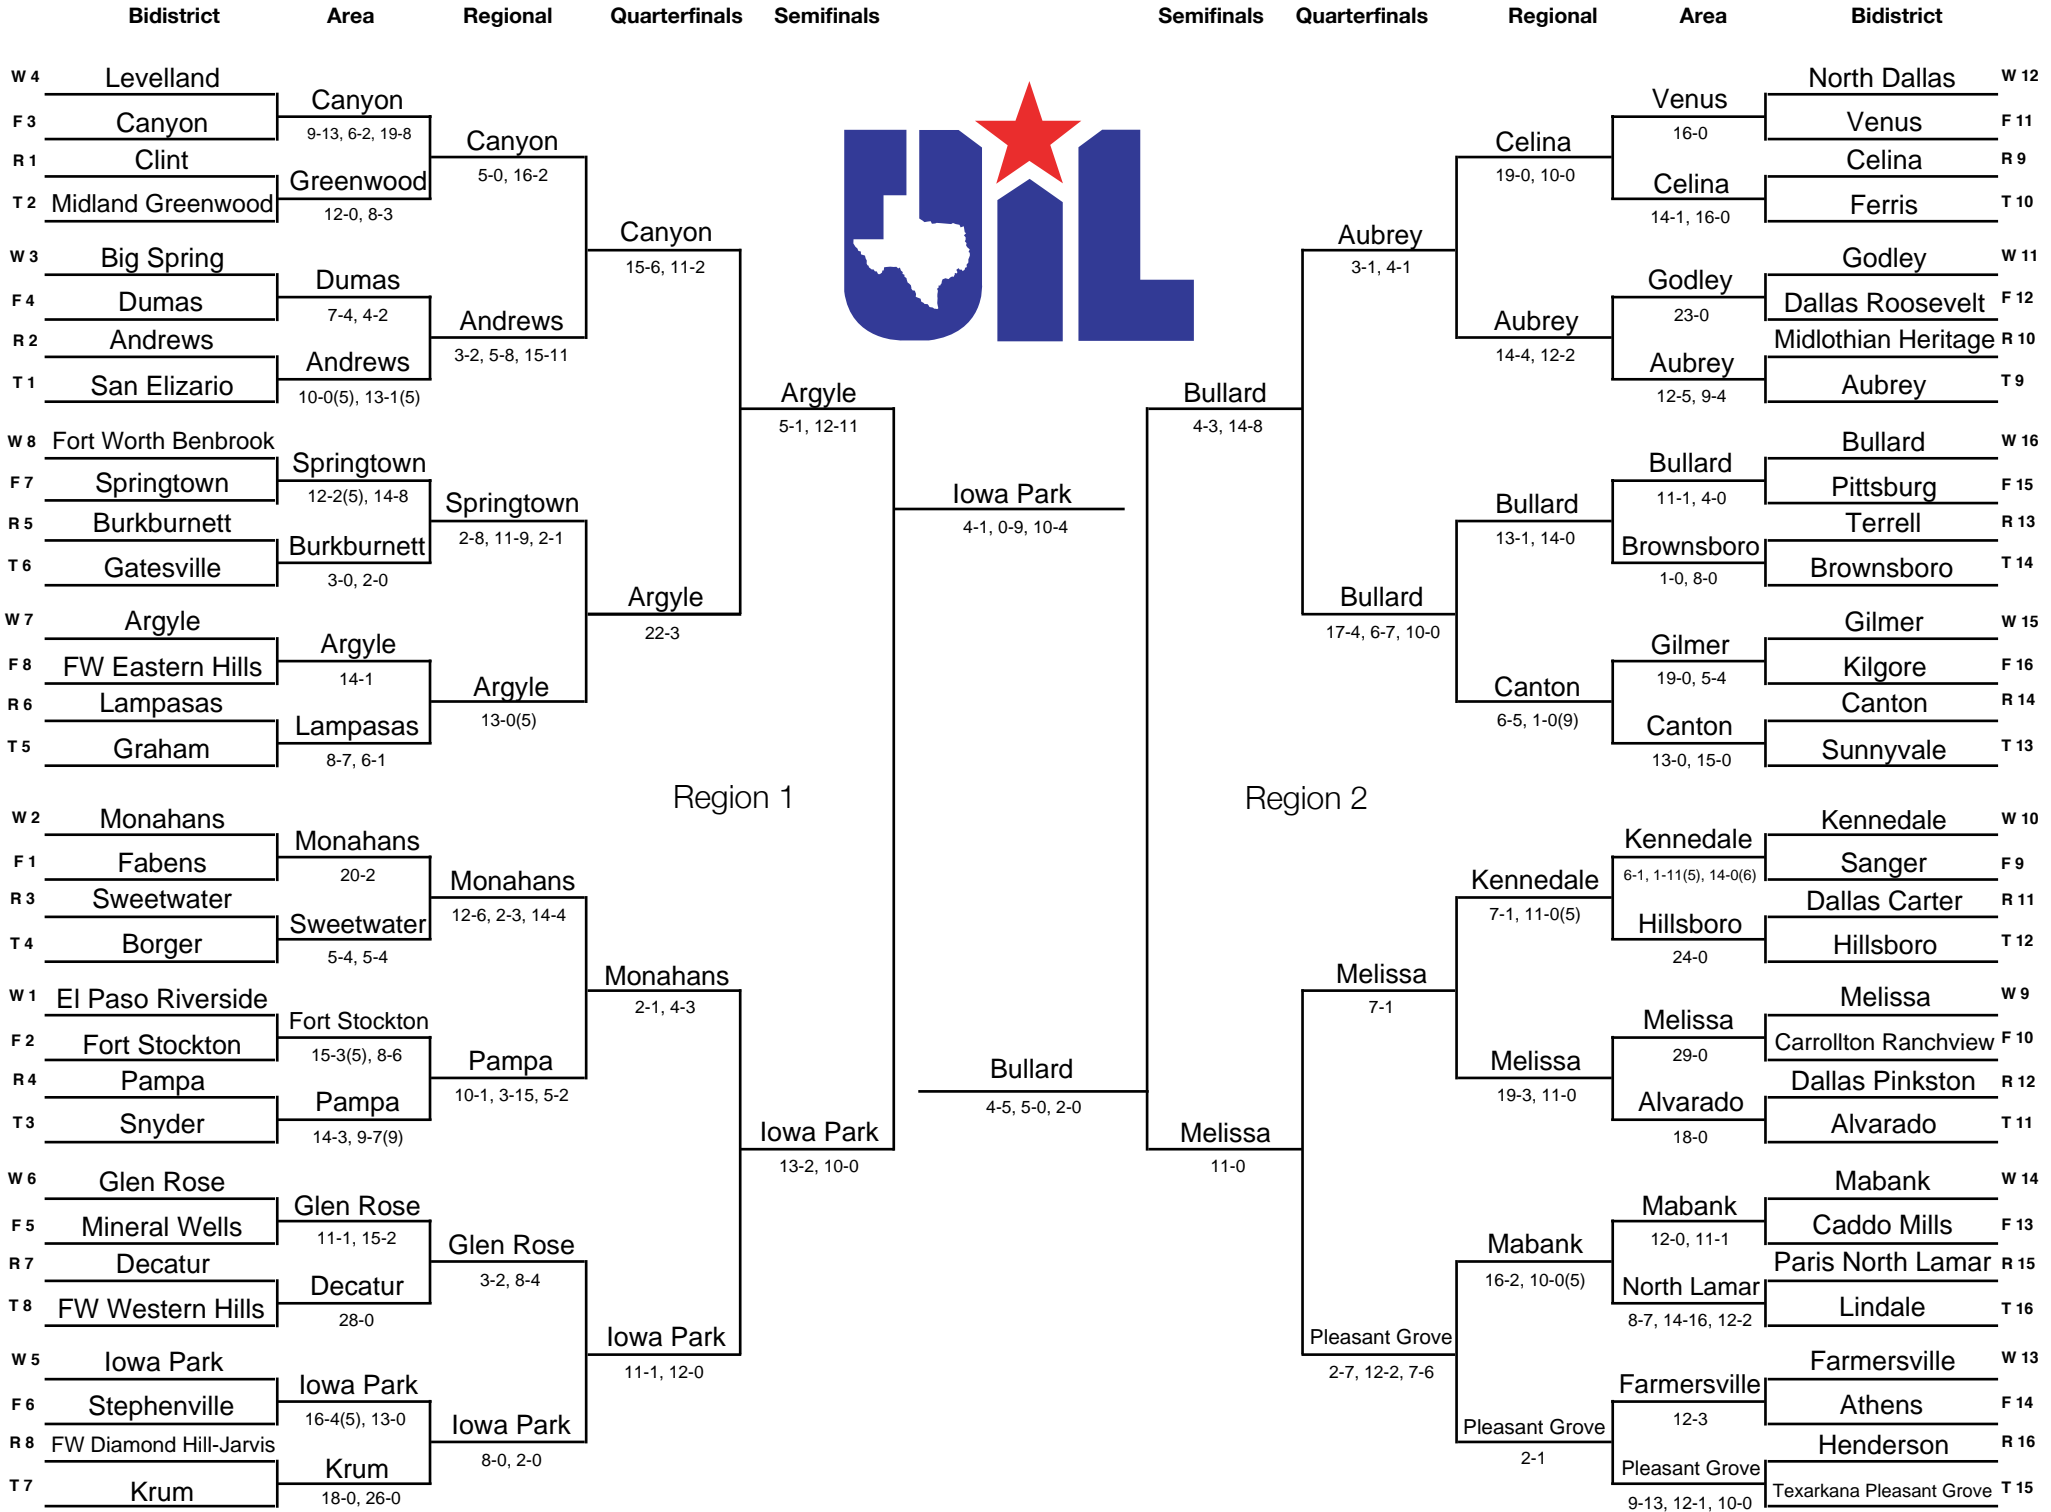 Bidistrict Area Regional Quarterfinals Semifinals Semifinals Quarterfinals Regional Area Bidistrict
W 4 Levelland
F 3 Canyon
R 1 Clint
T 2 Midland Greenwood
W 3 Big Spring
F 4 Dumas
R 2 Andrews
T 1 San Elizario
W 8 Fort Worth Benbrook
F 7 Springtown
R 5 Burkburnett
T 6 Gatesville
W 7 Argyle
F 8 FW Eastern Hills
R 6 Lampasas
T 5 Graham
W 2 Monahans
F 1 Fabens
R 3 Sweetwater
T 4 Borger
W 1 El Paso Riverside
F 2 Fort Stockton
R 4 Pampa
T 3 Snyder
W 6 Glen Rose
F 5 Mineral Wells
R 7 Decatur
T 8 FW Western Hills
W 5 Iowa Park
F 6 Stephenville
R 8 FW Diamond Hill-Jarvis
T 7 Krum
Canyon
9-13, 6-2, 19-8
Greenwood
12-0, 8-3
Dumas
7-4, 4-2
Andrews
10-0(5), 13-1(5)
Springtown
12-2(5), 14-8
Burkburnett
3-0, 2-0
Argyle
14-1
Lampasas
8-7, 6-1
Monahans
20-2
Sweetwater
5-4, 5-4
Fort Stockton
15-3(5), 8-6
Pampa
14-3, 9-7(9)
Glen Rose
11-1, 15-2
Decatur
28-0
Iowa Park
16-4(5), 13-0
Krum
18-0, 26-0
Canyon
5-0, 16-2
Andrews
3-2, 5-8, 15-11
Springtown
2-8, 11-9, 2-1
Argyle
13-0(5)
Monahans
12-6, 2-3, 14-4
Pampa
10-1, 3-15, 5-2
Glen Rose
3-2, 8-4
Iowa Park
8-0, 2-0
Canyon
15-6, 11-2
Argyle
22-3
Monahans
2-1, 4-3
Iowa Park
11-1, 12-0
Argyle
5-1, 12-11
Iowa Park
13-2, 10-0
Region 1
UIL
Iowa Park
4-1, 0-9, 10-4
Bullard
4-5, 5-0, 2-0
Region 2
Bullard
4-3, 14-8
Melissa
11-0
Aubrey
3-1, 4-1
Bullard
17-4, 6-7, 10-0
Melissa
7-1
Pleasant Grove
2-7, 12-2, 7-6
Celina
19-0, 10-0
Aubrey
14-4, 12-2
Bullard
13-1, 14-0
Canton
6-5, 1-0(9)
Kennedale
7-1, 11-0(5)
Melissa
19-3, 11-0
Mabank
16-2, 10-0(5)
Pleasant Grove
2-1
Venus
16-0
Celina
14-1, 16-0
Godley
23-0
Aubrey
12-5, 9-4
Bullard
11-1, 4-0
Brownsboro
1-0, 8-0
Gilmer
19-0, 5-4
Canton
13-0, 15-0
Kennedale
6-1, 1-11(5), 14-0(6)
Hillsboro
24-0
Melissa
29-0
Alvarado
18-0
Mabank
12-0, 11-1
North Lamar
8-7, 14-16, 12-2
Farmersville
12-3
Pleasant Grove
9-13, 12-1, 10-0
North Dallas W 12
Venus F 11
Celina R 9
Ferris T 10
Godley W 11
Dallas Roosevelt F 12
Midlothian Heritage R 10
Aubrey T 9
Bullard W 16
Pittsburg F 15
Terrell R 13
Brownsboro T 14
Gilmer W 15
Kilgore F 16
Canton R 14
Sunnyvale T 13
Kennedale W 10
Sanger F 9
Dallas Carter R 11
Hillsboro T 12
Melissa W 9
Carrollton Ranchview F 10
Dallas Pinkston R 12
Alvarado T 11
Mabank W 14
Caddo Mills F 13
Paris North Lamar R 15
Lindale T 16
Farmersville W 13
Athens F 14
Henderson R 16
Texarkana Pleasant Grove T 15